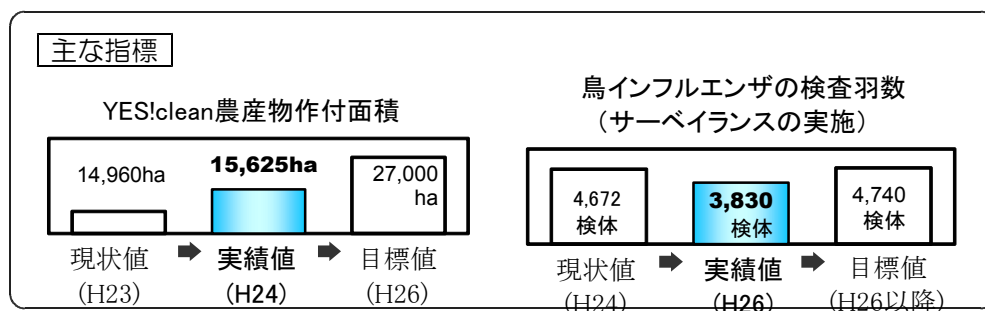 主な指標
YES!clean農産物作付面積
14,960ha
15,625ha
27,000
ha
現状値
(H23)
➡
実績値
(H24)
➡
目標値
(H26)
鳥インフルエンザの検査羽数
（サーベイランスの実施）
4,672
検体
3,830
検体
4,740
検体
現状値
(H24)
➡
実績値
(H26)
➡
目標値
(H26以降)